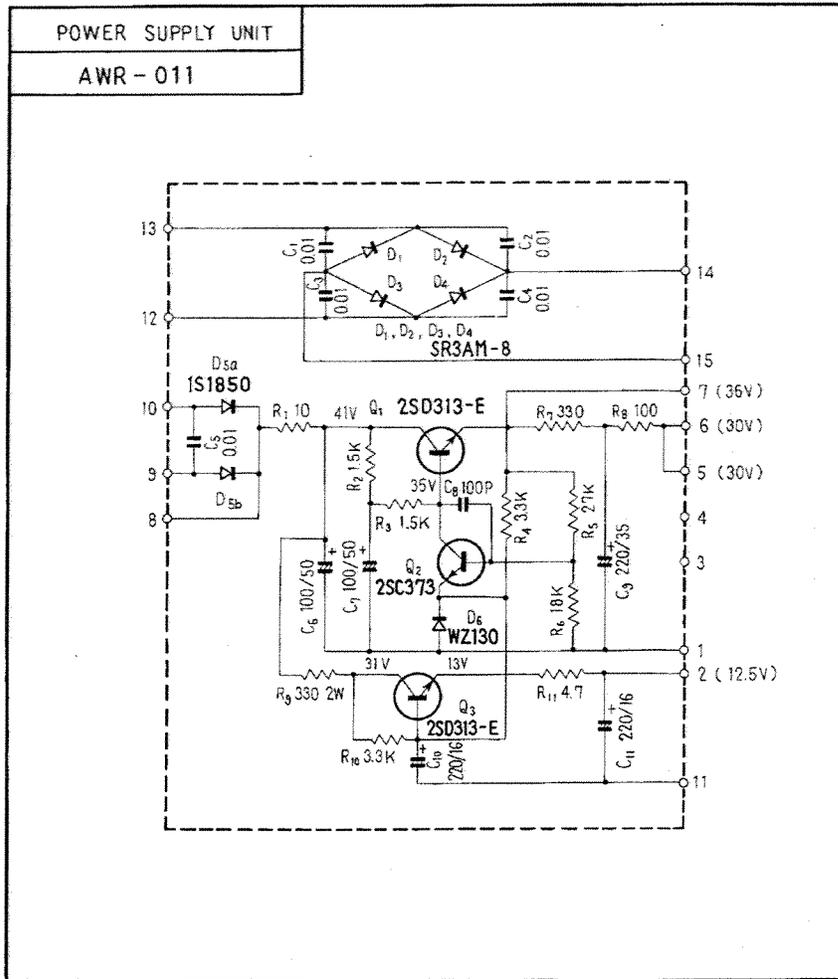 POWER SUPPLY UNIT
AWR-011
13
C1
0.01
D1
D2
C2
0.01
14
C3
0.01
D3
D4
C4
0.01
12
D1, D2, D3, D4
SR3AM-8
15
D5a
1S1850
7 (36V)
10
R1 10
41V
Q1
2SD313-E
R7 330
R8 100
6 (30V)
C5
0.01
R2 1.5K
9
D5b
35V
C8 100P
5 (30V)
8
R3 1.5K
R4 3.3K
R5 27K
4
+
C6 100/50
+
C7 100/50
Q2
2SC373
+
C9 220/35
3
R6 18K
D6
WZ130
1
31V
13V
2 (12.5V)
R9 330 2W
R11 4.7
Q3
2SD313-E
+
C11 220/16
R10 3.3K
+
C10
220/16
11